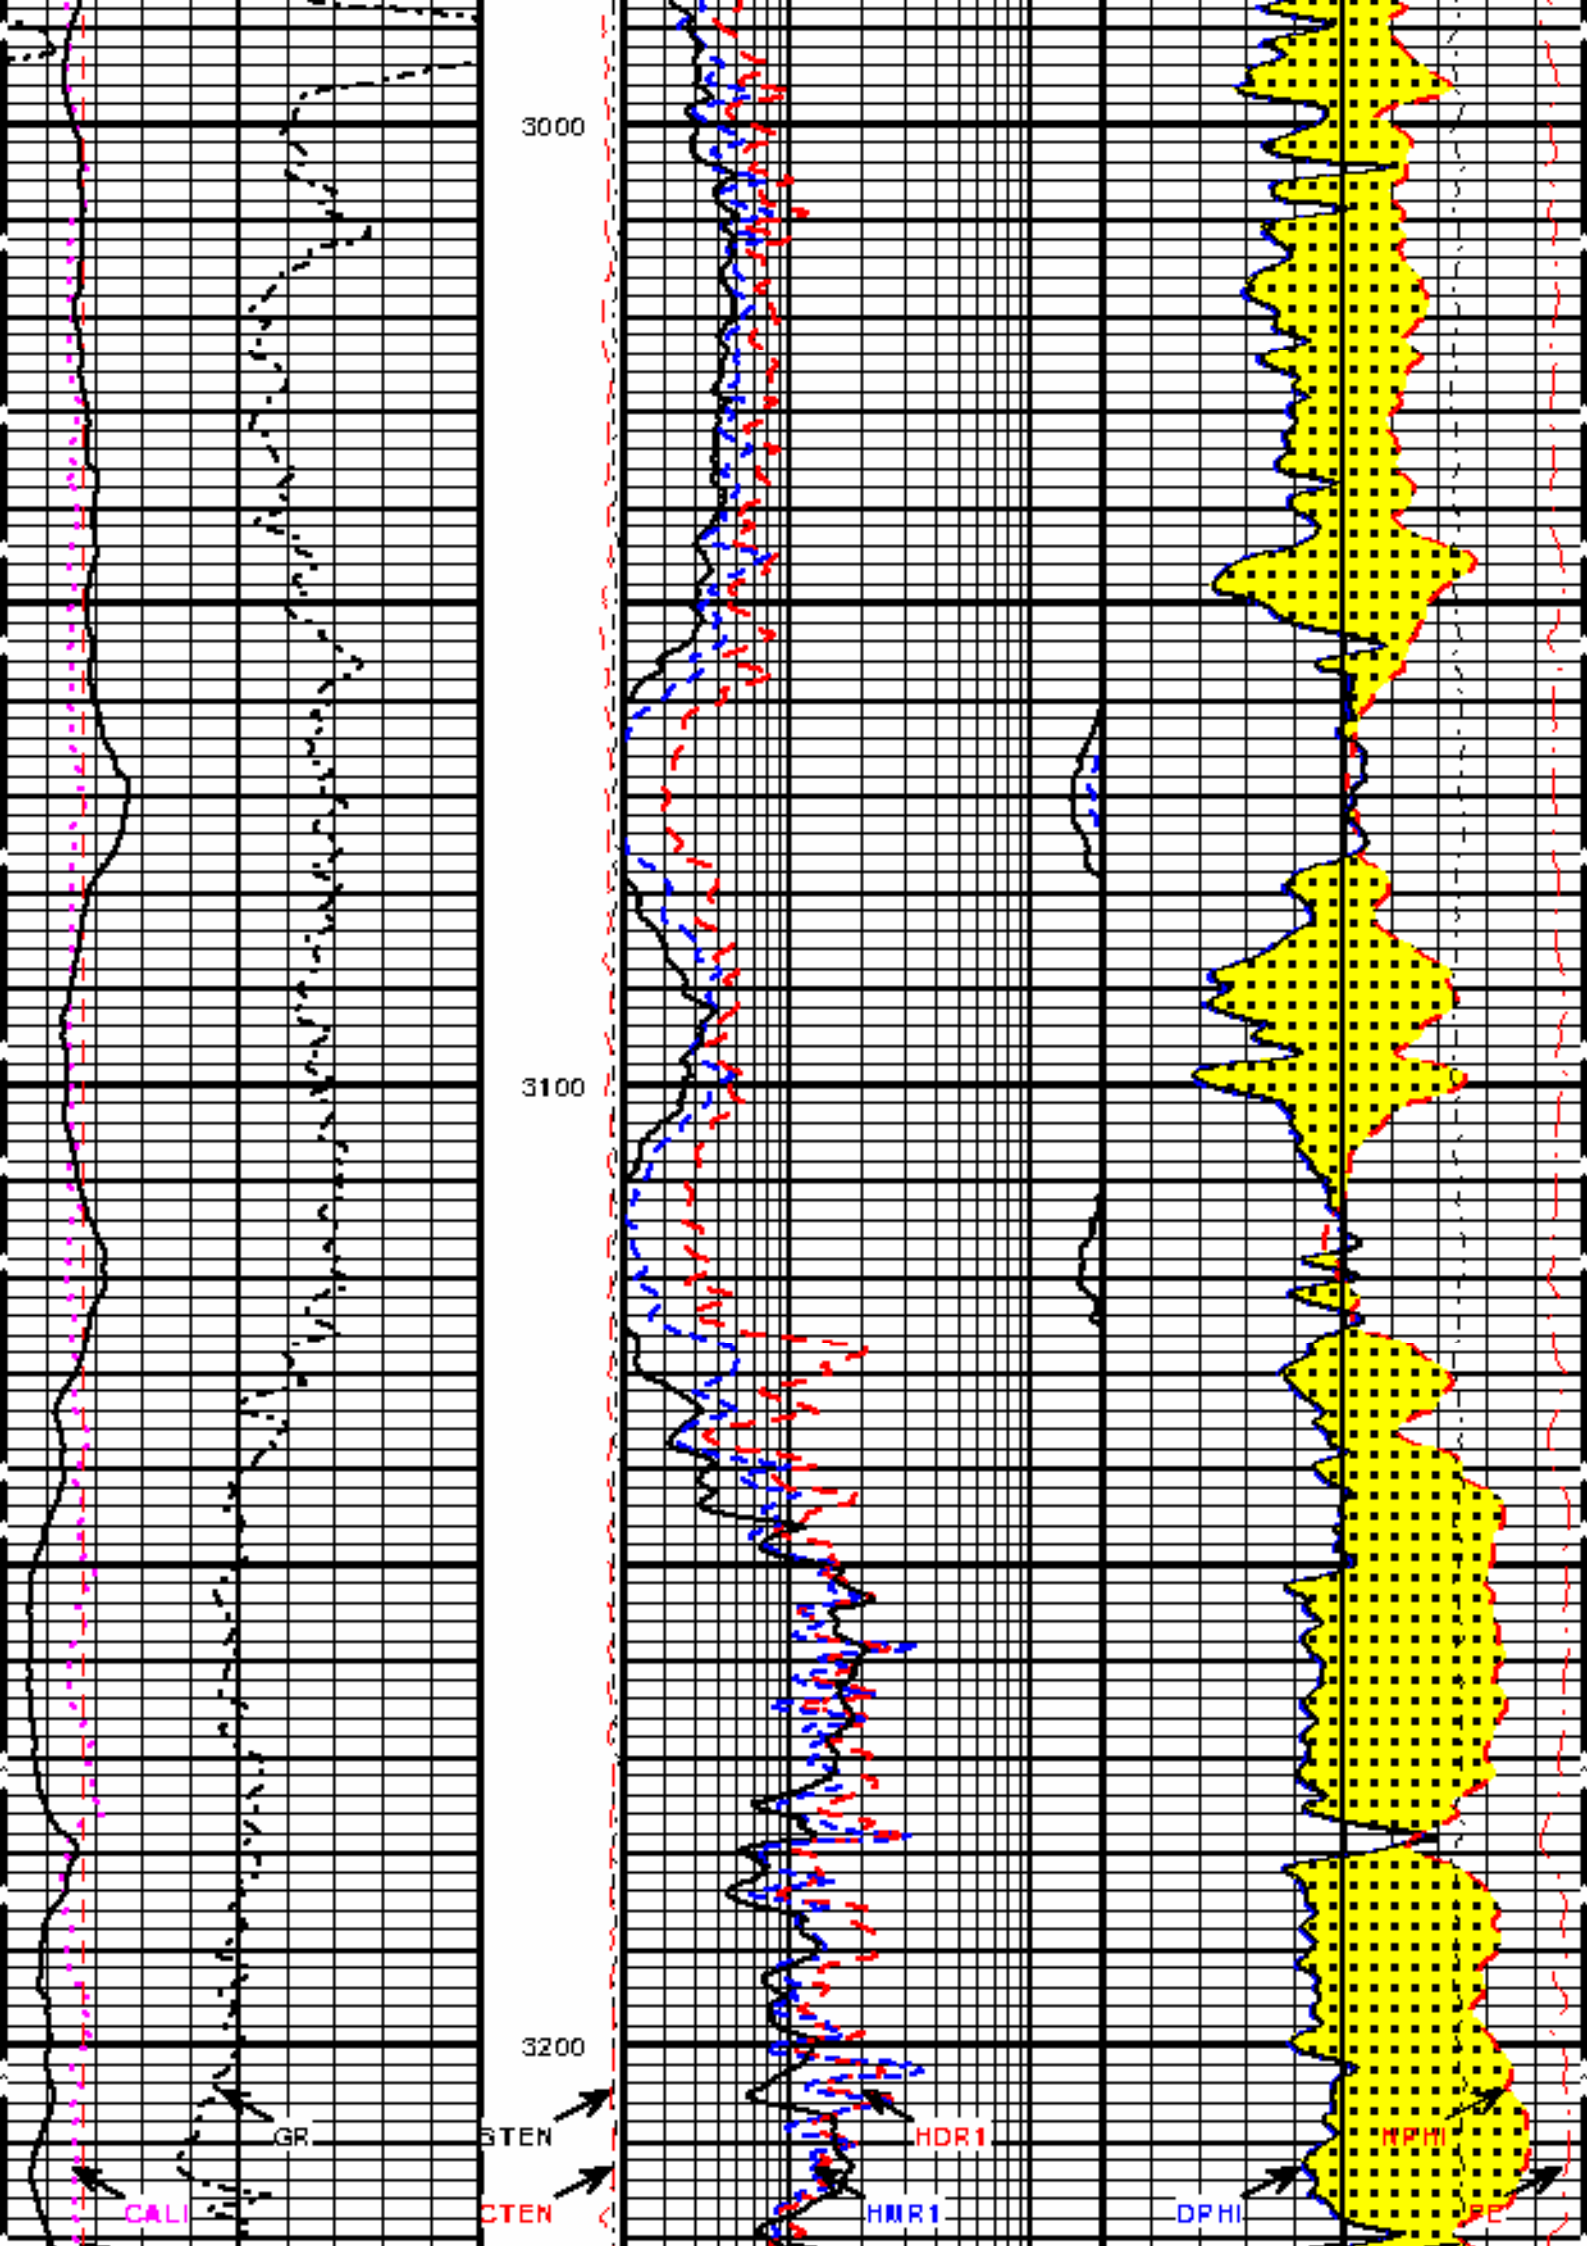 3000
3100
3200
GR
STEN
HDR1
NPHI
CALI
CTEN
HMR1
DPHI
PE